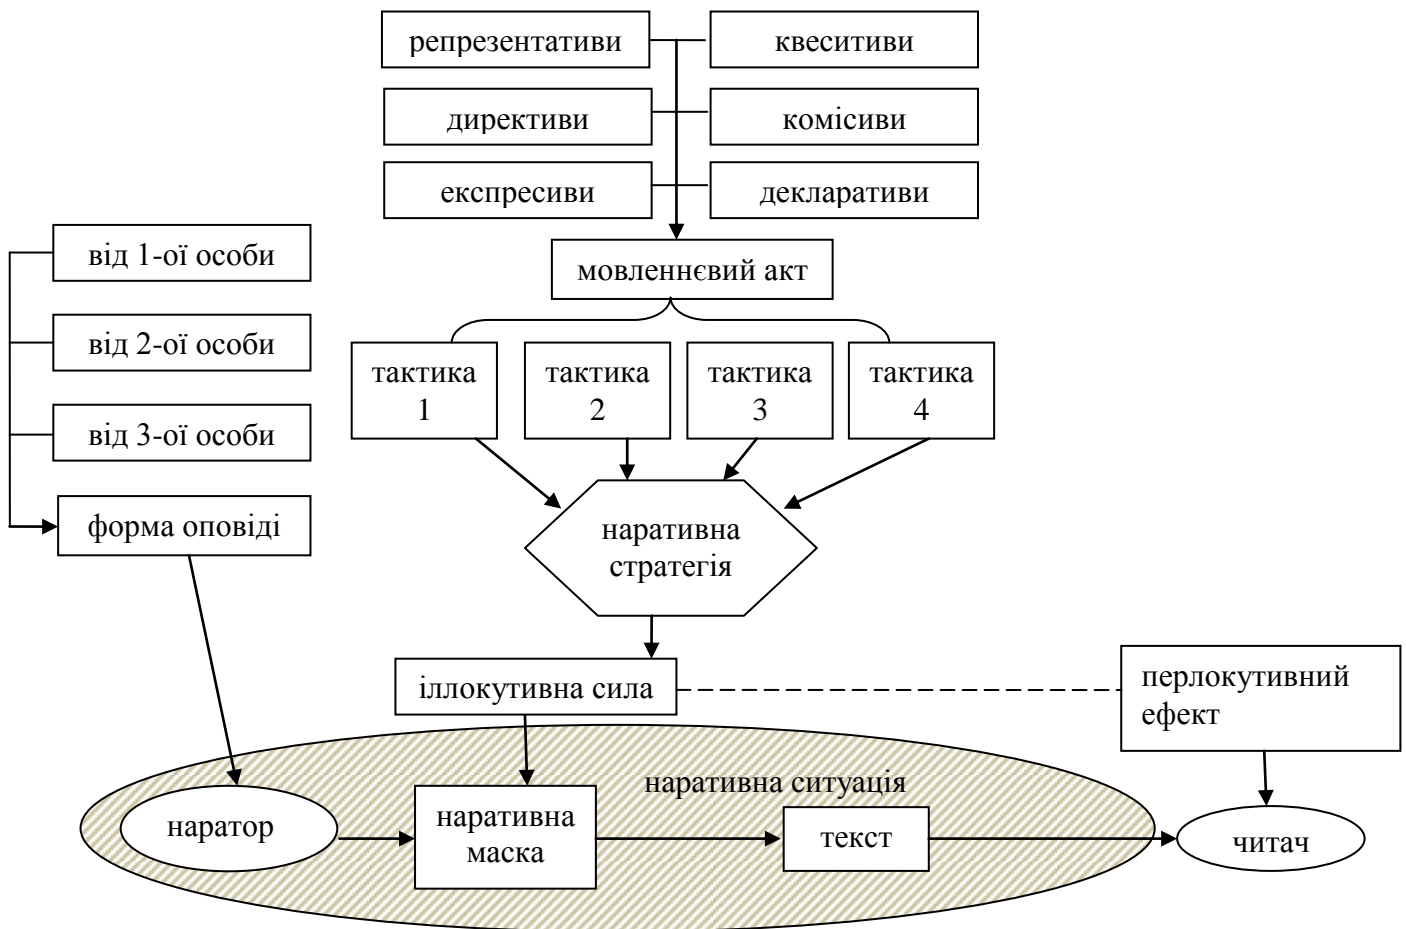 репрезентативи
квеситиви
директиви
комісиви
експресиви
декларативи
від 1-ої особи
мовленнєвий акт
від 2-ої особи
тактика
1
тактика
2
тактика
3
тактика
4
від 3-ої особи
форма оповіді
наративна
стратегія
іллокутивна сила
перлокутивний
ефект
наративна ситуація
наратор
наративна
маска
текст
читач